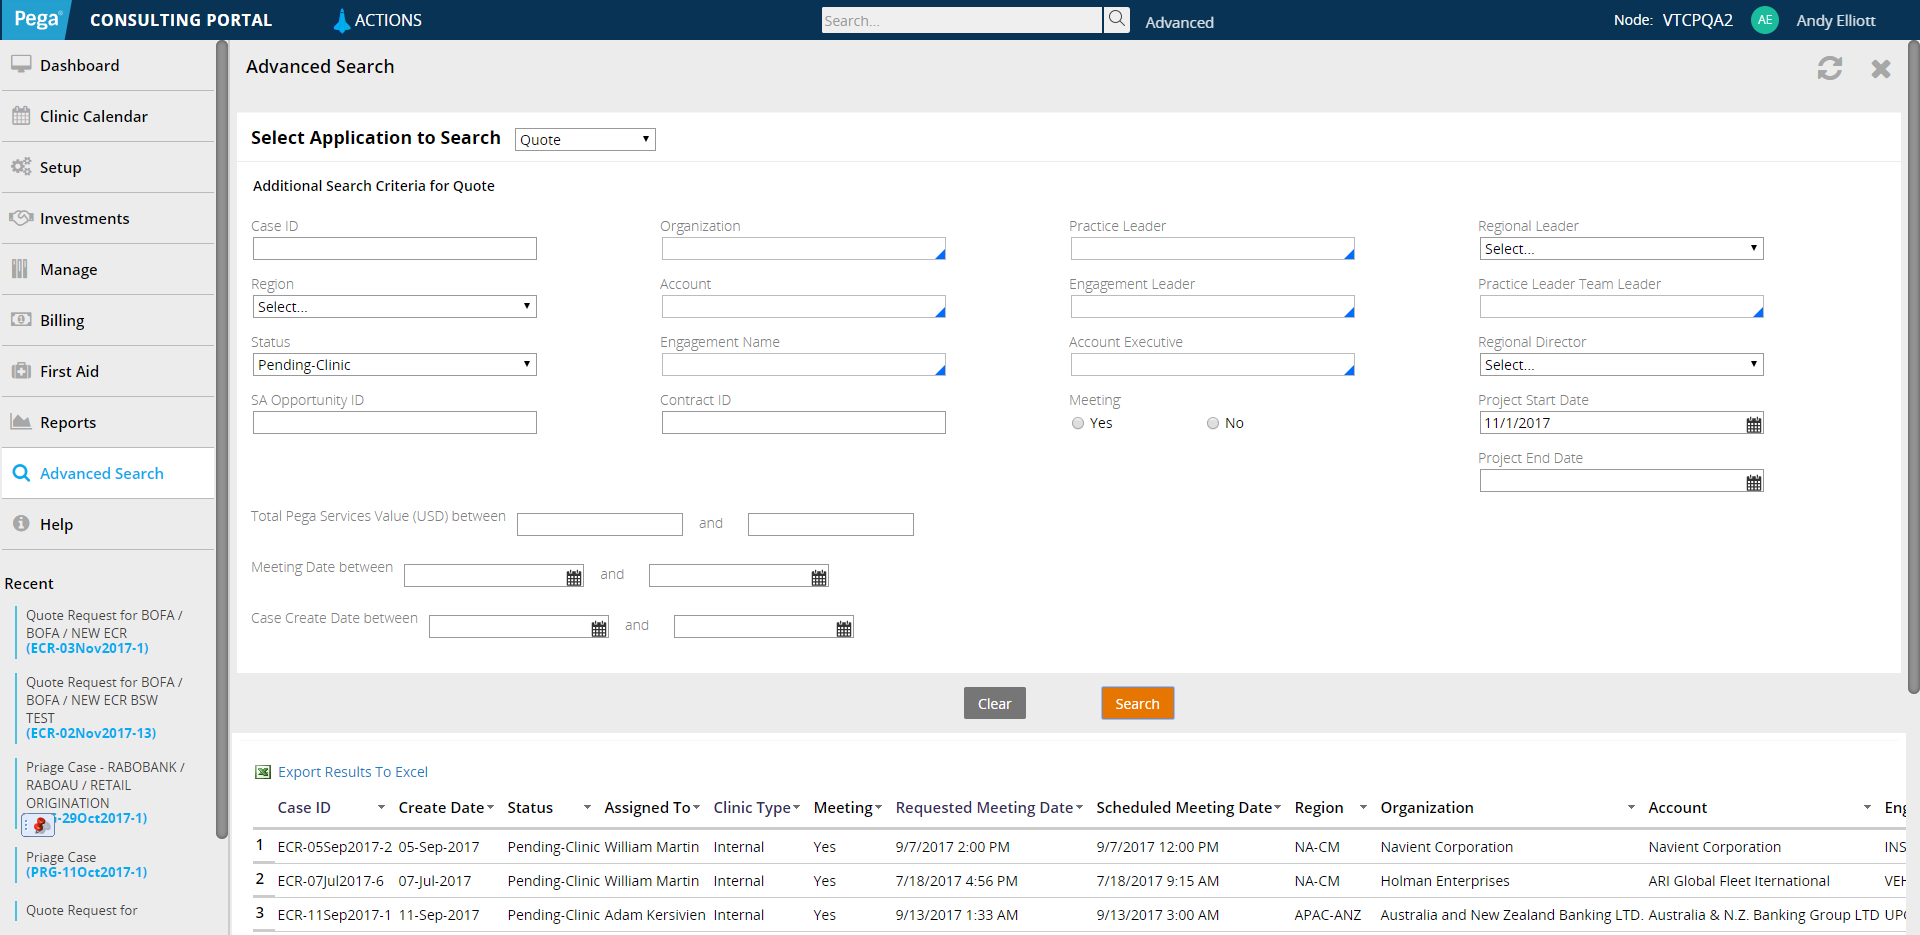 Pega CONSULTING PORTAL ACTIONS Search... Advanced Node: VTCPQA2 AE Andy Elliott
Dashboard
Clinic Calendar
Setup
Investments
Manage
Billing
First Aid
Reports
Advanced Search
Help
Recent
Quote Request for BOFA /
BOFA / NEW ECR
(ECR-03Nov2017-1)
Quote Request for BOFA /
BOFA / NEW ECR BSW
TEST
(ECR-02Nov2017-13)
Priage Case - RABOBANK /
RABOAU / RETAIL
ORIGINATION
-29Oct2017-1)
Priage Case
(PRG-11Oct2017-1)
Quote Request for
Advanced Search
Select Application to Search Quote
Additional Search Criteria for Quote
Case ID Organization Practice Leader Regional Leader
Select...
Region Account Engagement Leader Practice Leader Team Leader
Select...
Status Engagement Name Account Executive Regional Director
Pending-Clinic Select...
SA Opportunity ID Contract ID Meeting Project Start Date
Yes No 11/1/2017
Project End Date
Total Pega Services Value (USD) between and
Meeting Date between and
Case Create Date between and
Clear Search
Export Results To Excel
Case ID Create Date Status Assigned To Clinic Type Meeting Requested Meeting Date Scheduled Meeting Date Region Organization Account Eng
1 ECR-05Sep2017-2 05-Sep-2017 Pending-Clinic William Martin Internal Yes 9/7/2017 2:00 PM 9/7/2017 12:00 PM NA-CM Navient Corporation Navient Corporation INS
2 ECR-07Jul2017-6 07-Jul-2017 Pending-Clinic William Martin Internal Yes 7/18/2017 4:56 PM 7/18/2017 9:15 AM NA-CM Holman Enterprises ARI Global Fleet Iternational VEH
3 ECR-11Sep2017-1 11-Sep-2017 Pending-Clinic Adam Kersivien Internal Yes 9/13/2017 1:33 AM 9/13/2017 3:00 AM APAC-ANZ Australia and New Zealand Banking LTD. Australia & N.Z. Banking Group LTD UPG